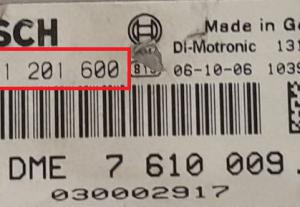 SCH Made in Ge
Di-Motronic 131
1 201 600 06-10-06 1039
DME 7 610 009.
030002917